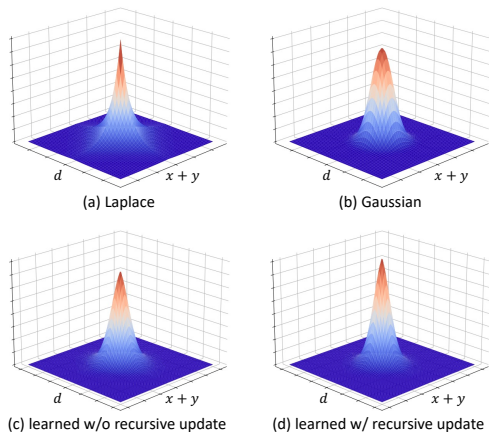 d
x + y
(a) Laplace
d
x + y
(b) Gaussian
d
x + y
(c) learned w/o recursive update
d
x + y
(d) learned w/ recursive update